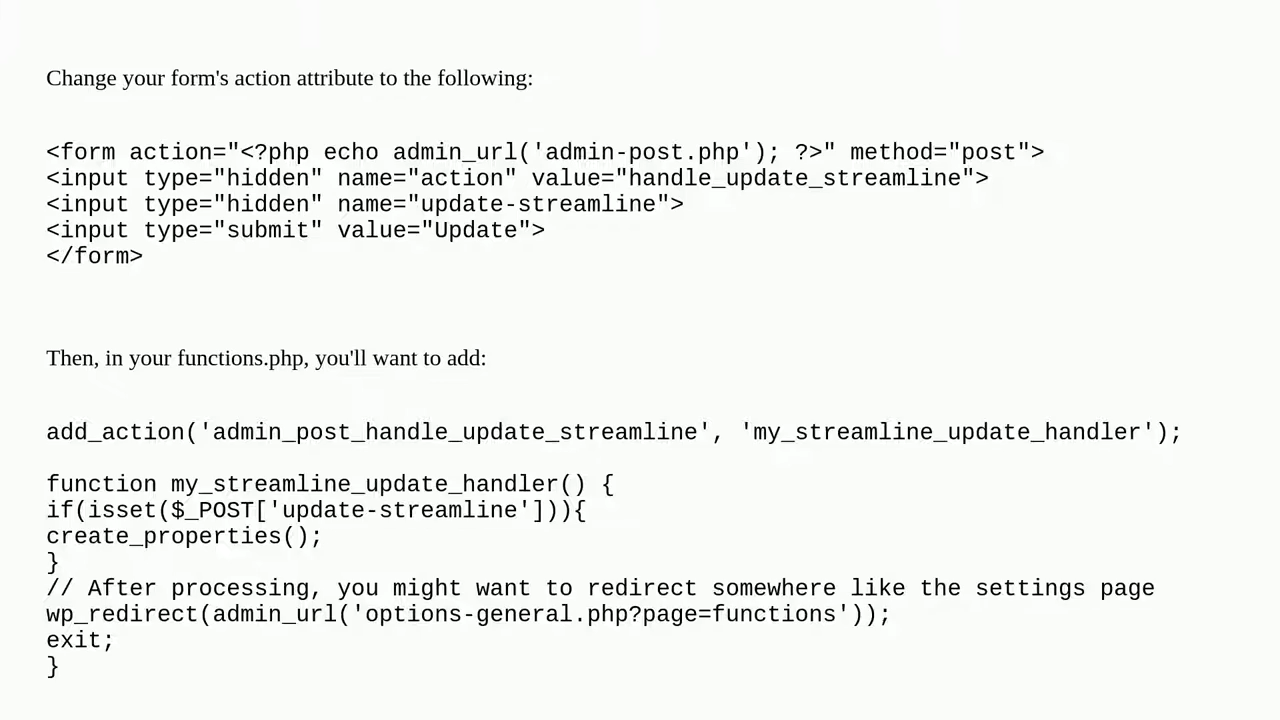 Change your form's action attribute to the following:
<form action="<?php echo admin_url('admin-post.php'); ?>" method="post">
<input type="hidden" name="action" value="handle_update_streamline">
<input type="hidden" name="update-streamline">
<input type="submit" value="Update">
</form>
Then, in your functions.php, you'll want to add:
add_action('admin_post_handle_update_streamline', 'my_streamline_update_handler');
function my_streamline_update_handler() {
if(isset($_POST['update-streamline'])){
create_properties();
}
// After processing, you might want to redirect somewhere like the settings page
wp_redirect(admin_url('options-general.php?page=functions'));
exit;
}